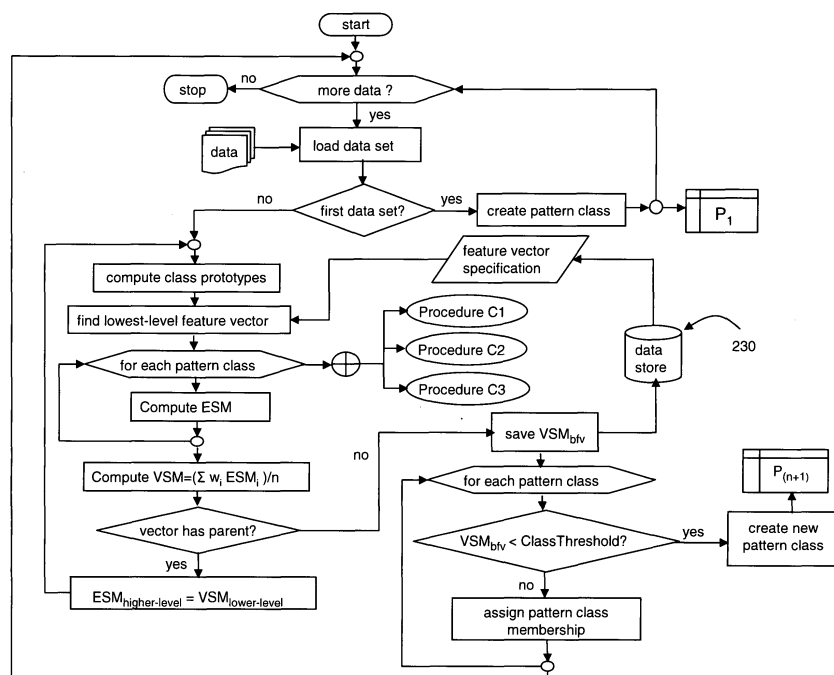 start
no
stop
more data ?
yes
data
load data set
no
first data set?
yes
create pattern class
P1
compute class prototypes
feature vector
specification
find lowest-level feature vector
Procedure C1
for each pattern class
Procedure C2
data
store
230
Procedure C3
Compute ESM
no
save VSMbfv
Compute VSM=(Σ wi ESMi )/n
for each pattern class
P(n+1)
vector has parent?
VSMbfv < ClassThreshold?
yes
create new
pattern class
yes
ESMhigher-level = VSMlower-level
no
assign pattern class
membership